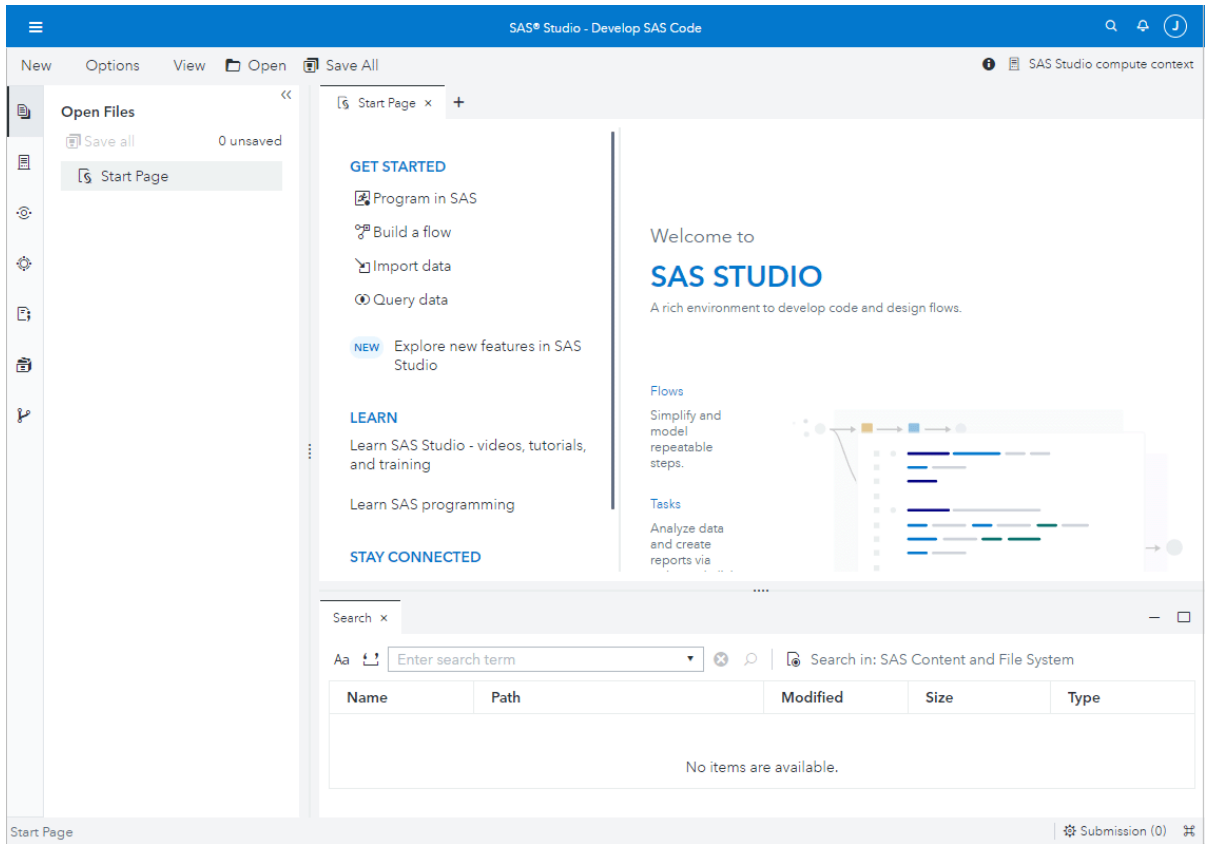 SAS® Studio - Develop SAS Code
J
New Options View Open Save All
SAS Studio compute context
Open Files
Save all 0 unsaved
Start Page
Start Page × +
GET STARTED
Program in SAS
Build a flow
Import data
Query data
NEW Explore new features in SAS
Studio
LEARN
Learn SAS Studio - videos, tutorials,
and training
Learn SAS programming
STAY CONNECTED
Welcome to
SAS STUDIO
A rich environment to develop code and design flows.
Flows
Simplify and
model
repeatable
steps.
Tasks
Analyze data
and create
reports via
Search ×
Aa Enter search term Search in: SAS Content and File System
Name Path Modified Size Type
No items are available.
Start Page
Submission (0)